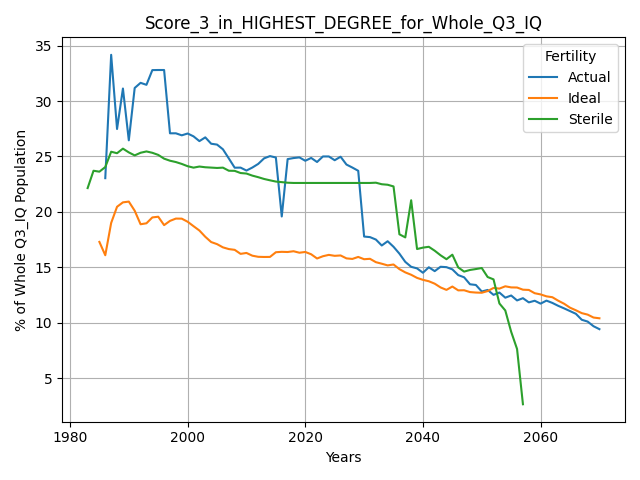 Score_3_in_HIGHEST_DEGREE_for_Whole_Q3_IQ
% of Whole Q3_IQ Population
35
30
25
20
15
10
5
Fertility
Actual
Ideal
Sterile
1980
2000
2020
2040
2060
Years